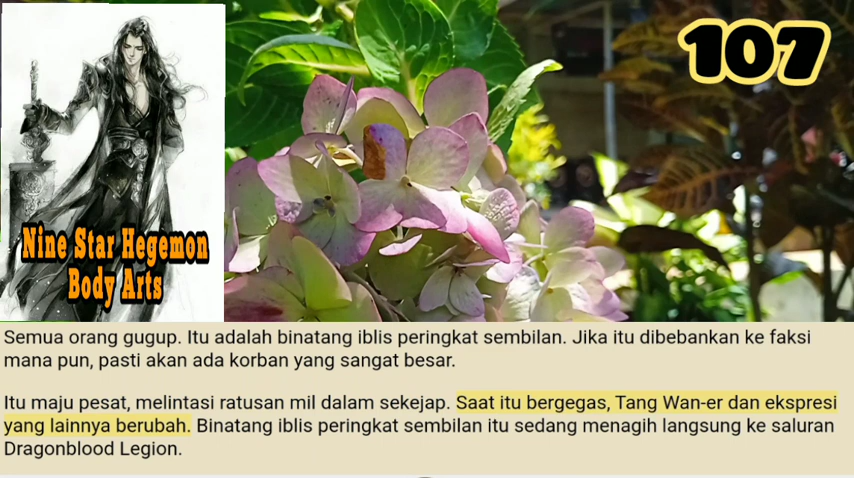 107
Nine Star Hegemon
Body Arts
Semua orang gugup. Itu adalah binatang iblis peringkat sembilan. Jika itu dibebankan ke faksi
mana pun, pasti akan ada korban yang sangat besar.
Itu maju pesat, melintasi ratusan mil dalam sekejap. Saat itu bergegas, Tang Wan-er dan ekspresi
yang lainnya berubah. Binatang iblis peringkat sembilan itu sedang menagih langsung ke saluran
Dragonblood Legion.